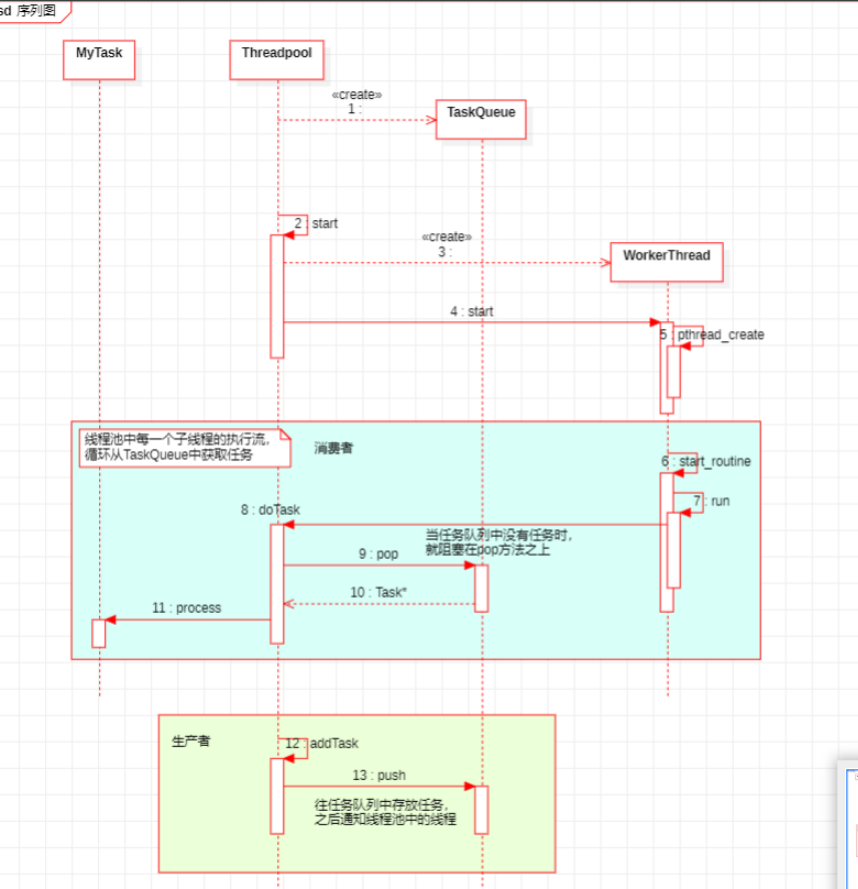 sd 序列图
MyTask
Threadpool
«create»
1 :
TaskQueue
2 : start
«create»
3 :
WorkerThread
4 : start
5 : pthread_create
线程池中每一个子线程的执行流，
循环从TaskQueue中获取任务
消费者
6 : start_routine
7 : run
8 : doTask
当任务队列中没有任务时，
就阻塞在pop方法之上
9 : pop
10 : Task*
11 : process
生产者
12 : addTask
13 : push
往任务队列中存放任务，
之后通知线程池中的线程